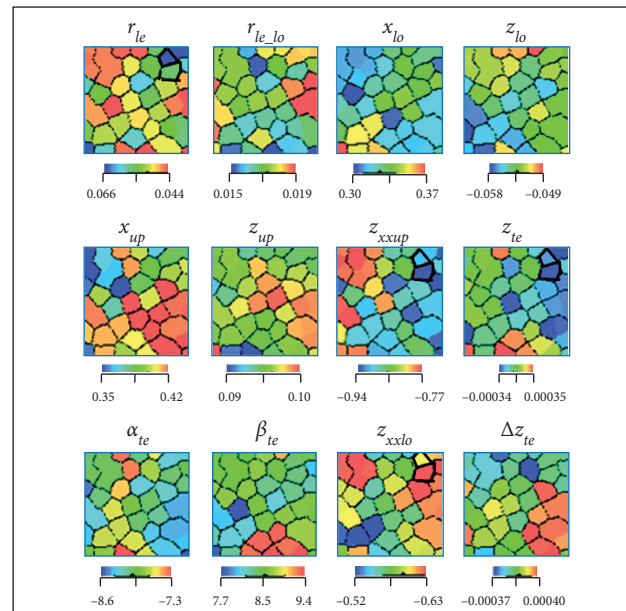 r_le r_le_lo x_lo z_lo
0.066 0.044 0.015 0.019 0.30 0.37 −0.058 −0.049
x_up z_up z_xxup z_te
0.35 0.42 0.09 0.10 −0.94 −0.77 −0.00034 0.00035
α_te β_te z_xxlo Δz_te
−8.6 −7.3 7.7 8.5 9.4 −0.52 −0.63 −0.00037 0.00040